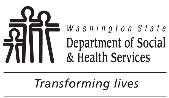 Washington State
Department of Social
& Health Services
Transforming lives